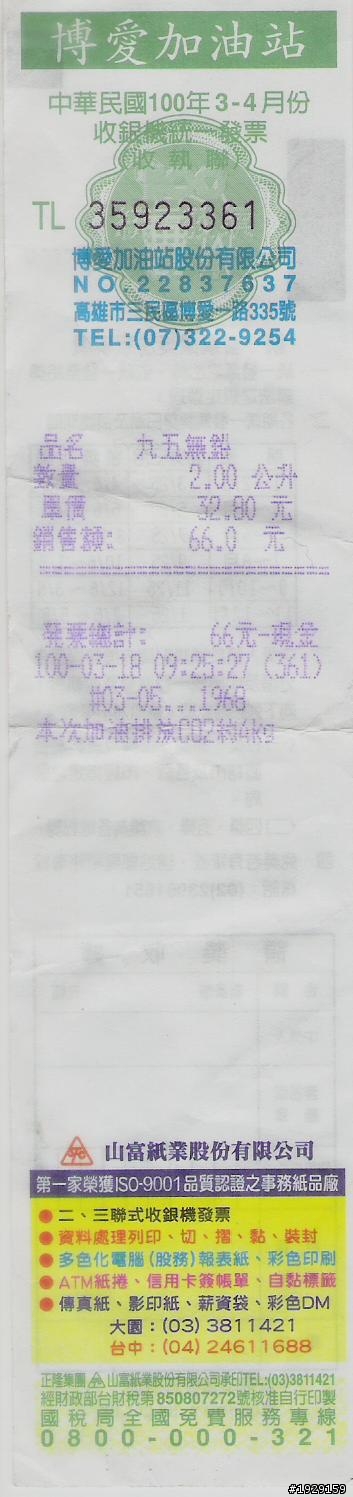 博愛加油站
中華民國100年3-4月份
收銀機統一發票
(收執聯)
TL 35923361
博愛加油站股份有限公司
NO 22837637
高雄市三民區博愛一路335號
TEL:(07)322-9254
品名 九五無鉛
數量 2.00 公升
單價 32.80 元
銷售額: 66.0 元
發票總計: 66元-現金
100-03-18 09:25:27 (361)
#03-05...1968
本次加油排放CO2約4kg
山富紙業股份有限公司
第一家榮獲ISO-9001品質認證之事務紙品廠
●二、三聯式收銀機發票
●資料處理列印、切、摺、黏、裝封
●多色化電腦(股務)報表紙、彩色印刷
●ATM紙捲、信用卡簽帳單、自黏標籤
●傳真紙、影印紙、薪資袋、彩色DM
大園:(03)3811421
台中:(04)24611688
正隆集團 山富紙業股份有限公司承印TEL:(03)3811421
經財政部台財稅第850807272號核准自行印製
國稅局全國免費服務專線
0800-000-321
#1929159